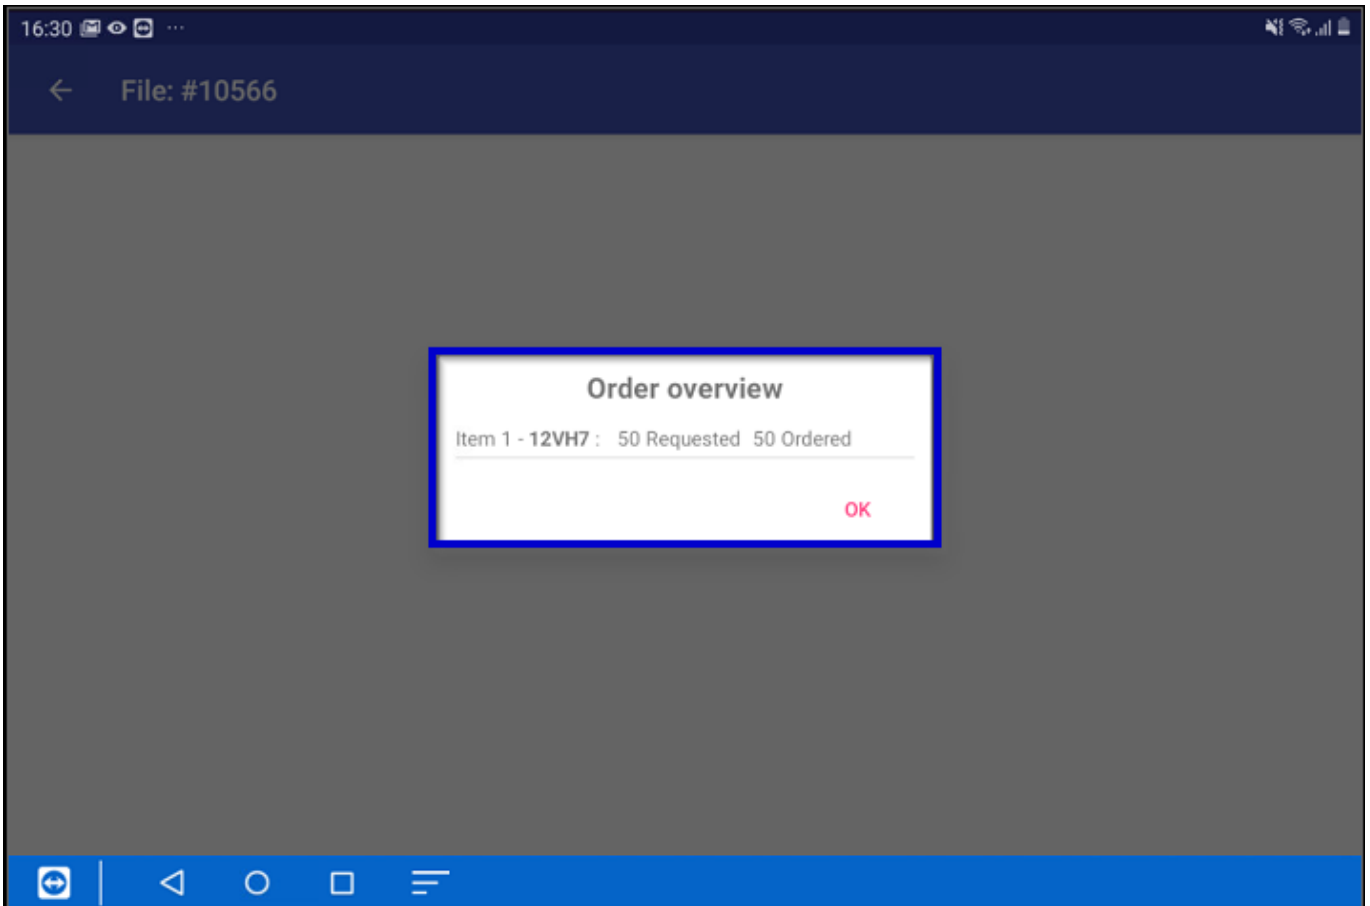 16:30
File: #10566
Order overview
Item 1 - 12VH7 : 50 Requested 50 Ordered
OK